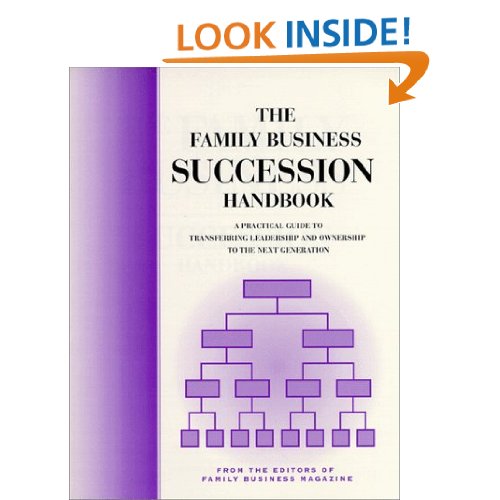 LOOK INSIDE!
THE
FAMILY BUSINESS
SUCCESSION
HANDBOOK
A PRACTICAL GUIDE TO
TRANSFERRING LEADERSHIP AND OWNERSHIP
TO THE NEXT GENERATION
FROM THE EDITORS OF
FAMILY BUSINESS MAGAZINE